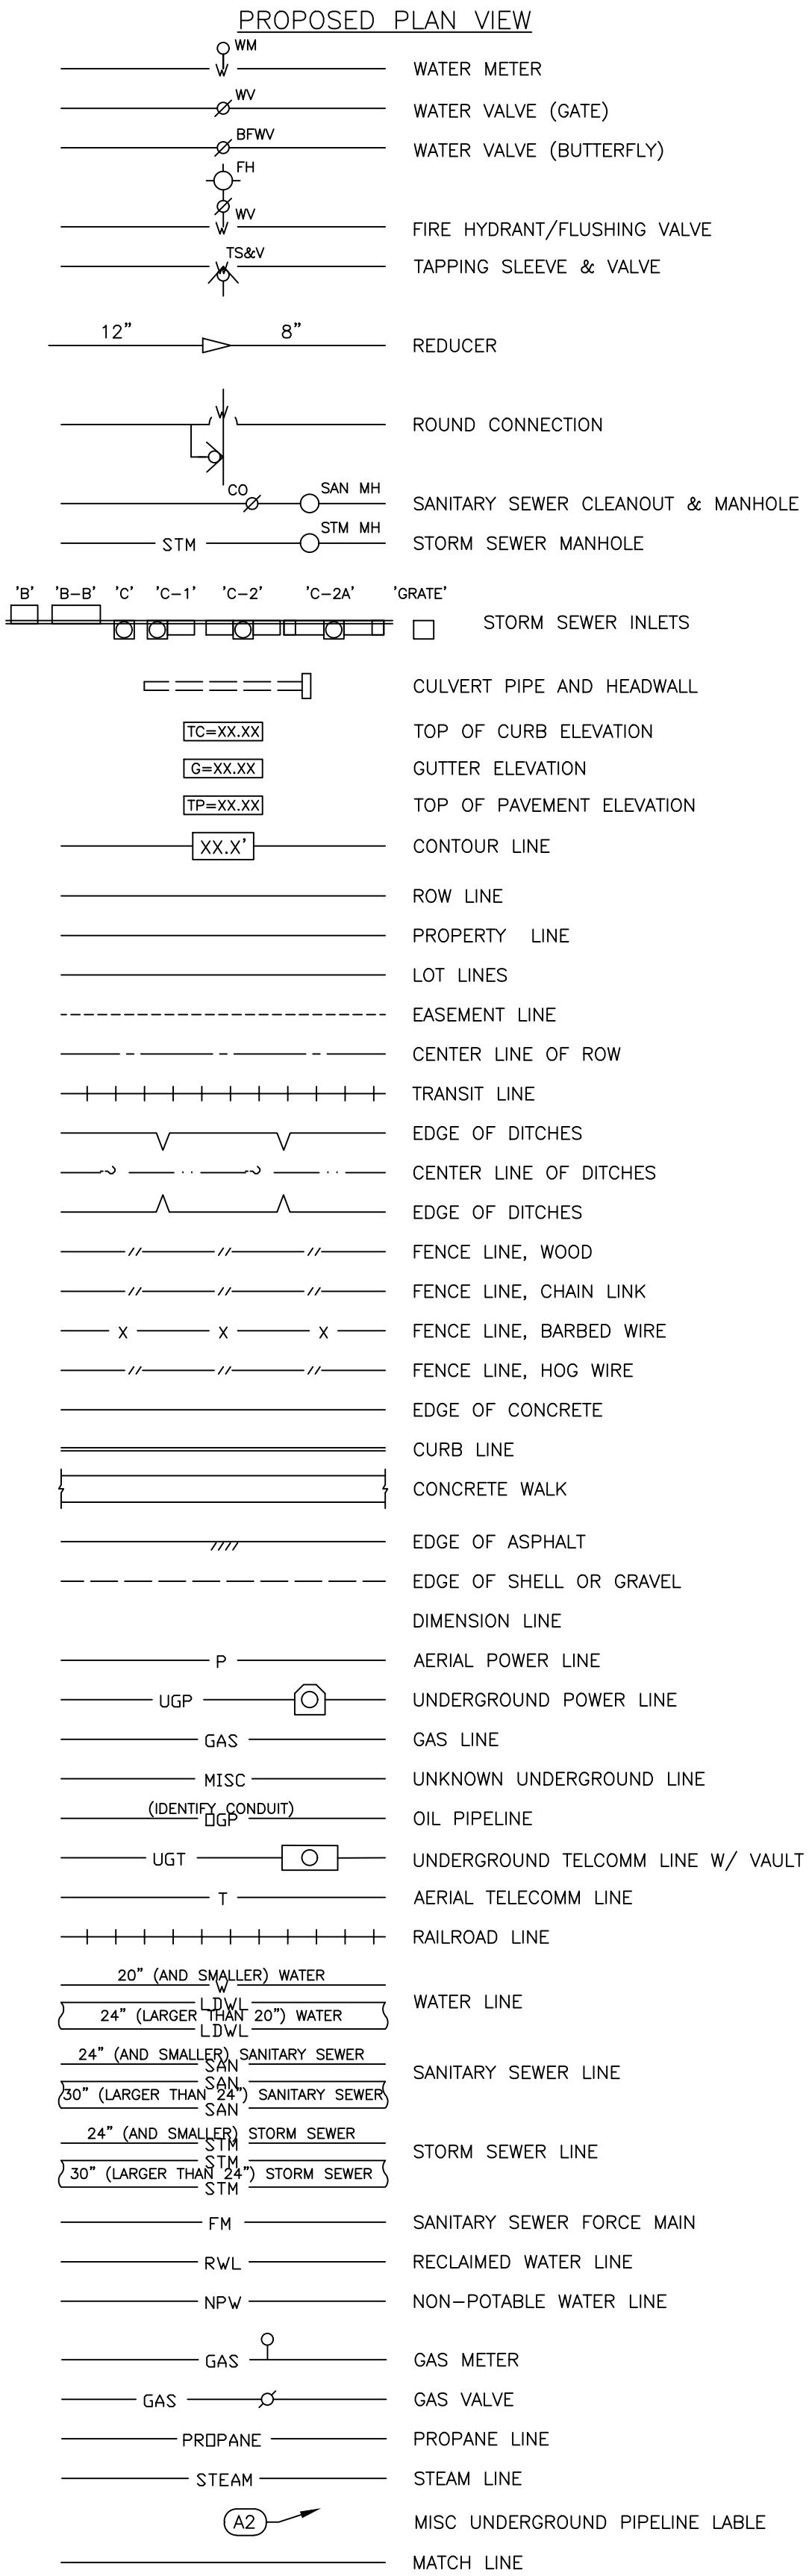 PROPOSED PLAN VIEW
WM
W WATER METER
WV
WATER VALVE (GATE)
BFWV
WATER VALVE (BUTTERFLY)
FH
WV
W FIRE HYDRANT/FLUSHING VALVE
TS&V
W TAPPING SLEEVE & VALVE
12" 8"
REDUCER
W ROUND CONNECTION
CO SAN MH
SANITARY SEWER CLEANOUT & MANHOLE
STM MH
STM STORM SEWER MANHOLE
'B' 'B-B' 'C' 'C-1' 'C-2' 'C-2A' 'GRATE'
STORM SEWER INLETS
CULVERT PIPE AND HEADWALL
TC=XX.XX TOP OF CURB ELEVATION
G=XX.XX GUTTER ELEVATION
TP=XX.XX TOP OF PAVEMENT ELEVATION
XX.X' CONTOUR LINE
ROW LINE
PROPERTY LINE
LOT LINES
EASEMENT LINE
CENTER LINE OF ROW
TRANSIT LINE
EDGE OF DITCHES
CENTER LINE OF DITCHES
EDGE OF DITCHES
FENCE LINE, WOOD
FENCE LINE, CHAIN LINK
X X X FENCE LINE, BARBED WIRE
FENCE LINE, HOG WIRE
EDGE OF CONCRETE
CURB LINE
CONCRETE WALK
EDGE OF ASPHALT
EDGE OF SHELL OR GRAVEL
DIMENSION LINE
P AERIAL POWER LINE
UGP UNDERGROUND POWER LINE
GAS GAS LINE
MISC UNKNOWN UNDERGROUND LINE
(IDENTIFY CONDUIT)
OGP OIL PIPELINE
UGT UNDERGROUND TELCOMM LINE W/ VAULT
T AERIAL TELECOMM LINE
RAILROAD LINE
20" (AND SMALLER) WATER
W
LDWL
WATER LINE
24" (LARGER THAN 20") WATER
LDWL
24" (AND SMALLER) SANITARY SEWER
SAN
SANITARY SEWER LINE
SAN
30" (LARGER THAN 24") SANITARY SEWER
SAN
24" (AND SMALLER) STORM SEWER
STM
STORM SEWER LINE
STM
30" (LARGER THAN 24") STORM SEWER
STM
FM SANITARY SEWER FORCE MAIN
RWL RECLAIMED WATER LINE
NPW NON-POTABLE WATER LINE
GAS GAS METER
GAS GAS VALVE
PROPANE PROPANE LINE
STEAM STEAM LINE
A2 MISC UNDERGROUND PIPELINE LABLE
MATCH LINE